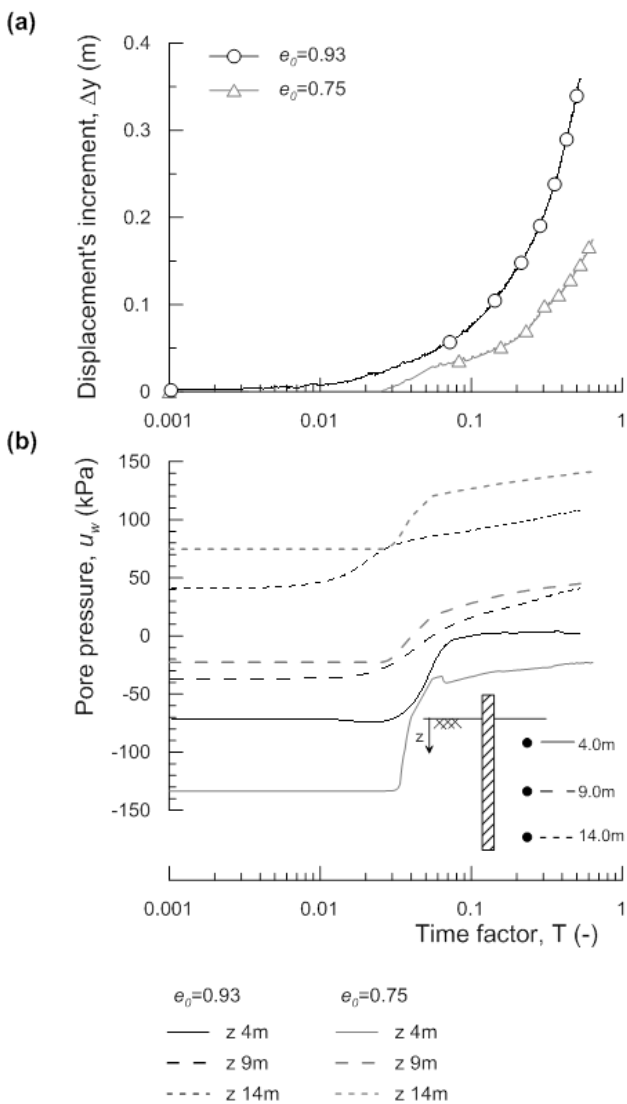 (a)
Displacement's increment, Δy (m)
0.4
0.3
0.2
0.1
0
e₀=0.93
e₀=0.75
0.001
0.01
0.1
1
(b)
Pore pressure, u_w (kPa)
150
100
50
0
-50
-100
-150
z
4.0m
9.0m
14.0m
0.001
0.01
0.1
1
Time factor, T (-)
e₀=0.93 e₀=0.75
z 4m z 4m
z 9m z 9m
z 14m z 14m